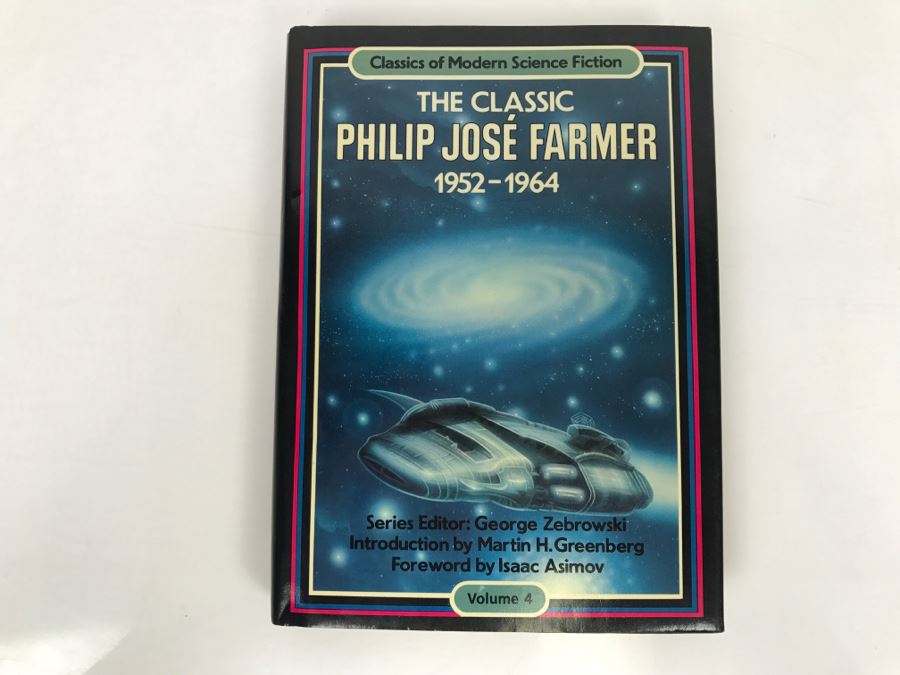 Classics of Modern Science Fiction
THE CLASSIC
PHILIP JOSÉ FARMER
1952-1964
Series Editor: George Zebrowski
Introduction by Martin H. Greenberg
Foreword by Isaac Asimov
Volume 4